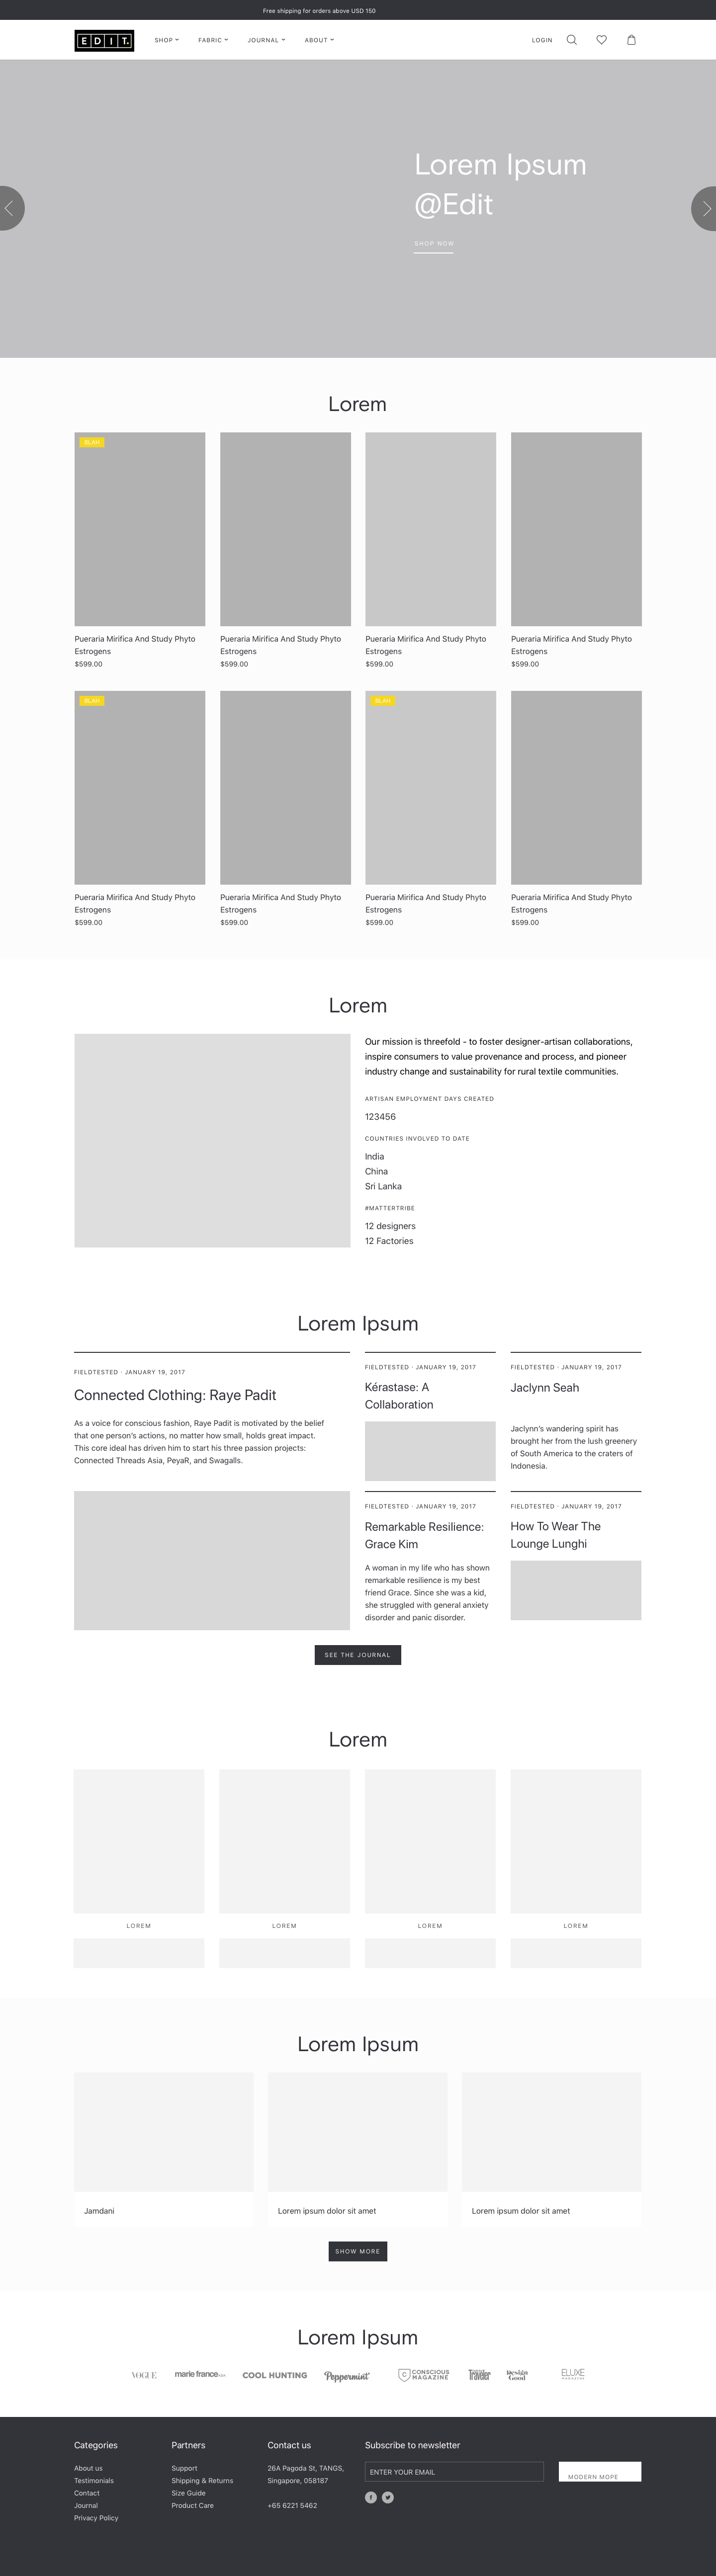 Free shipping for orders above USD 150
EDIT.
SHOP
FABRIC
JOURNAL
ABOUT
LOGIN
Lorem Ipsum
@Edit
SHOP NOW
Lorem
BLAH
Pueraria Mirifica And Study Phyto
Estrogens
$599.00
Pueraria Mirifica And Study Phyto
Estrogens
$599.00
Pueraria Mirifica And Study Phyto
Estrogens
$599.00
Pueraria Mirifica And Study Phyto
Estrogens
$599.00
BLAH
Pueraria Mirifica And Study Phyto
Estrogens
$599.00
Pueraria Mirifica And Study Phyto
Estrogens
$599.00
BLAH
Pueraria Mirifica And Study Phyto
Estrogens
$599.00
Pueraria Mirifica And Study Phyto
Estrogens
$599.00
Lorem
Our mission is threefold - to foster designer-artisan collaborations,
inspire consumers to value provenance and process, and pioneer
industry change and sustainability for rural textile communities.
ARTISAN EMPLOYMENT DAYS CREATED
123456
COUNTRIES INVOLVED TO DATE
India
China
Sri Lanka
#MATTERTRIBE
12 designers
12 Factories
Lorem Ipsum
FIELDTESTED · JANUARY 19, 2017
Connected Clothing: Raye Padit
As a voice for conscious fashion, Raye Padit is motivated by the belief
that one person's actions, no matter how small, holds great impact.
This core ideal has driven him to start his three passion projects:
Connected Threads Asia, PeyaR, and Swagalls.
FIELDTESTED · JANUARY 19, 2017
Kérastase: A
Collaboration
FIELDTESTED · JANUARY 19, 2017
Jaclynn Seah
Jaclynn's wandering spirit has
brought her from the lush greenery
of South America to the craters of
Indonesia.
FIELDTESTED · JANUARY 19, 2017
Remarkable Resilience:
Grace Kim
A woman in my life who has shown
remarkable resilience is my best
friend Grace. Since she was a kid,
she struggled with general anxiety
disorder and panic disorder.
FIELDTESTED · JANUARY 19, 2017
How To Wear The
Lounge Lunghi
SEE THE JOURNAL
Lorem
LOREM
LOREM
LOREM
LOREM
Lorem Ipsum
Jamdani
Lorem ipsum dolor sit amet
Lorem ipsum dolor sit amet
SHOW MORE
Lorem Ipsum
VOGUE
marie france
COOL HUNTING
Peppermint
C CONSCIOUS
MAGAZINE
Traveler
Design
Good
ELUXE
MAGAZINE
Categories
About us
Testimonials
Contact
Journal
Privacy Policy
Partners
Support
Shipping & Returns
Size Guide
Product Care
Contact us
26A Pagoda St, TANGS,
Singapore, 058187
+65 6221 5462
Subscribe to newsletter
ENTER YOUR EMAIL
MODERN MOPE